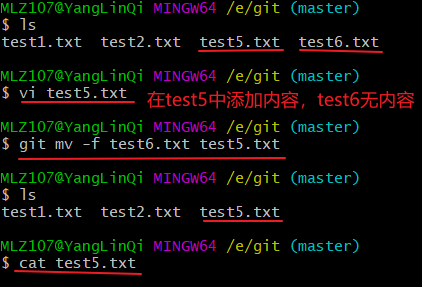 MLZ107@YangLinQi MINGW64 /e/git (master)
$ ls
test1.txt  test2.txt  test5.txt  test6.txt
MLZ107@YangLinQi MINGW64 /e/git (master)
$ vi test5.txt 在test5中添加内容，test6无内容
MLZ107@YangLinQi MINGW64 /e/git (master)
$ git mv -f test6.txt test5.txt
MLZ107@YangLinQi MINGW64 /e/git (master)
$ ls
test1.txt  test2.txt  test5.txt
MLZ107@YangLinQi MINGW64 /e/git (master)
$ cat test5.txt